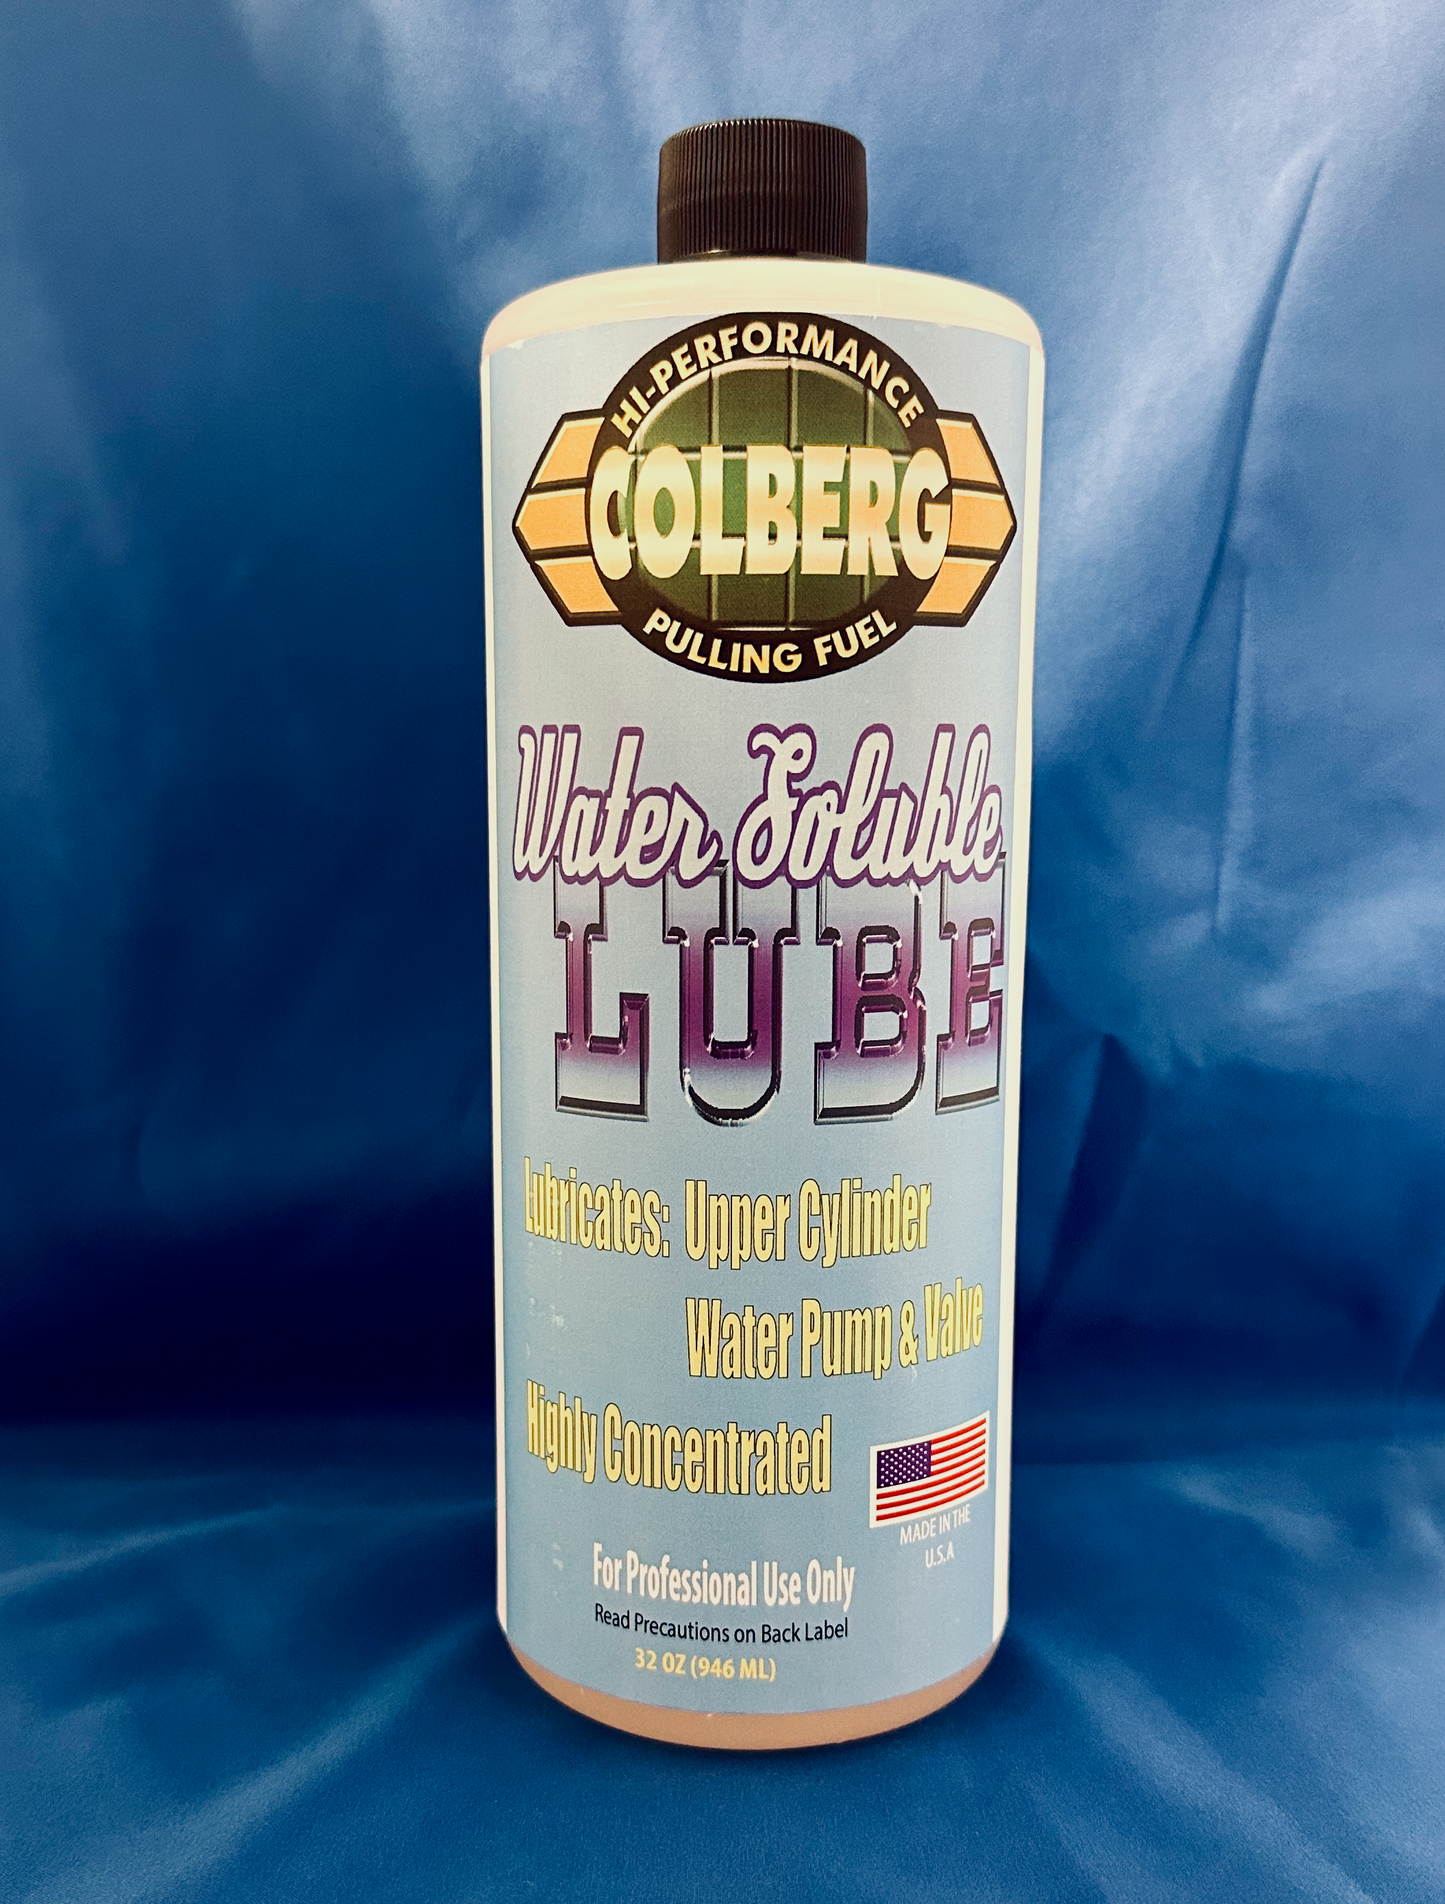 HI-PERFORMANCE
COLBERG
PULLING FUEL
Water Soluble
LUBE
Lubricates: Upper Cylinder
Water Pump & Valve
Highly Concentrated
MADE IN THE
U.S.A
For Professional Use Only
Read Precautions on Back Label
32 OZ (946 ML)